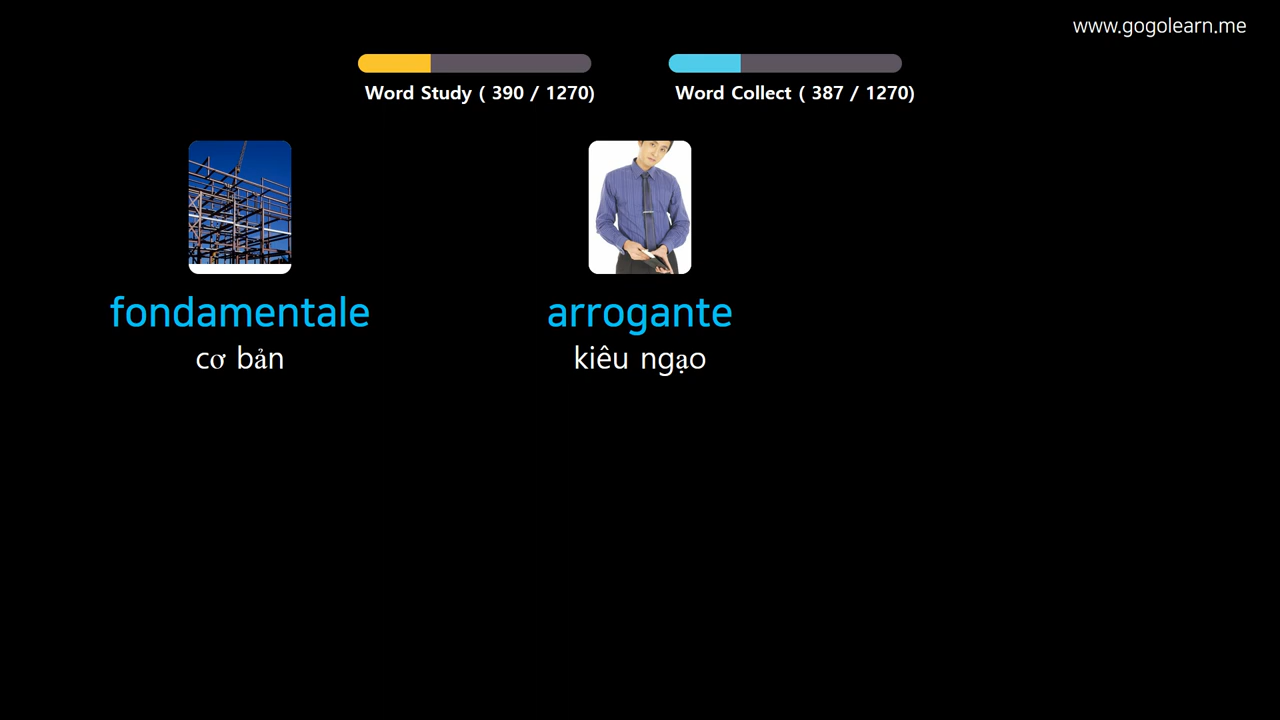 www.gogolearn.me
Word Study ( 390 / 1270)
Word Collect ( 387 / 1270)
fondamentale
cơ bản
arrogante
kiêu ngạo